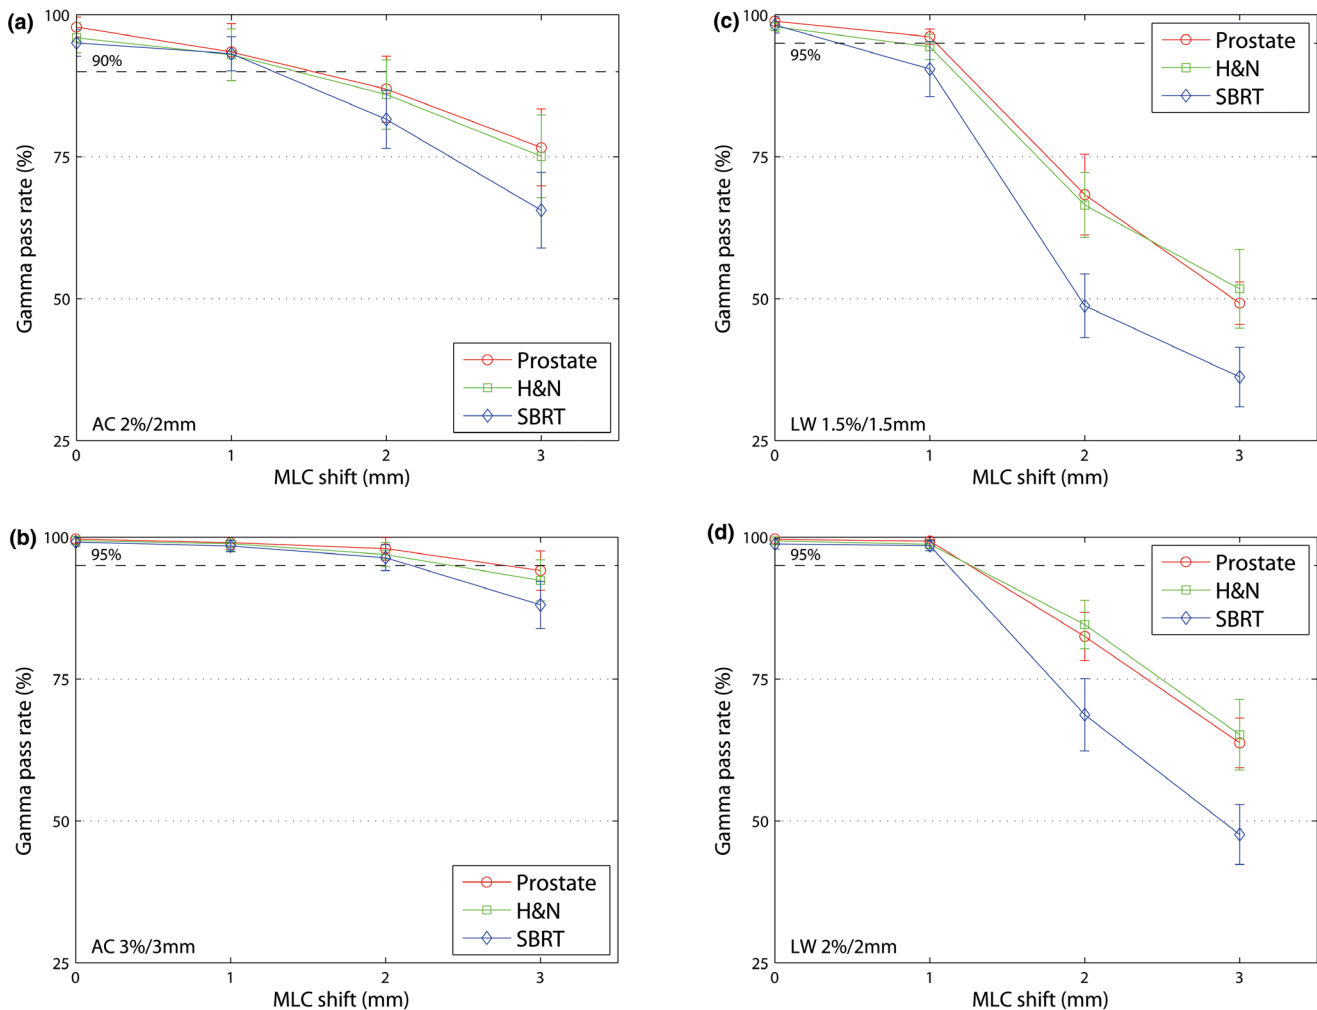 (a)
100
75
50
25
Gamma pass rate (%)
90%
Prostate
H&N
SBRT
AC 2%/2mm
0 1 2 3
MLC shift (mm)
(c)
100
75
50
25
Gamma pass rate (%)
95%
Prostate
H&N
SBRT
LW 1.5%/1.5mm
0 1 2 3
MLC shift (mm)
(b)
100
75
50
25
Gamma pass rate (%)
95%
Prostate
H&N
SBRT
AC 3%/3mm
0 1 2 3
MLC shift (mm)
(d)
100
75
50
25
Gamma pass rate (%)
95%
Prostate
H&N
SBRT
LW 2%/2mm
0 1 2 3
MLC shift (mm)